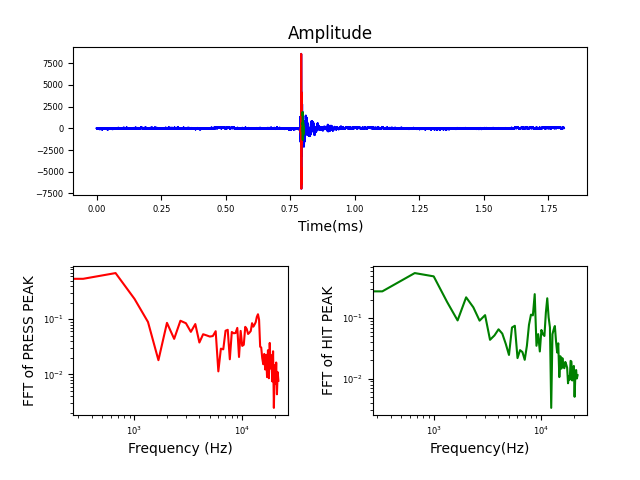 Amplitude
7500
5000
2500
0
−2500
−5000
−7500
0.00 0.25 0.50 0.75 1.00 1.25 1.50 1.75
Time(ms)
FFT of PRESS PEAK
10⁻¹
10⁻²
10³ 10⁴
Frequency (Hz)
FFT of HIT PEAK
10⁻¹
10⁻²
10³ 10⁴
Frequency(Hz)